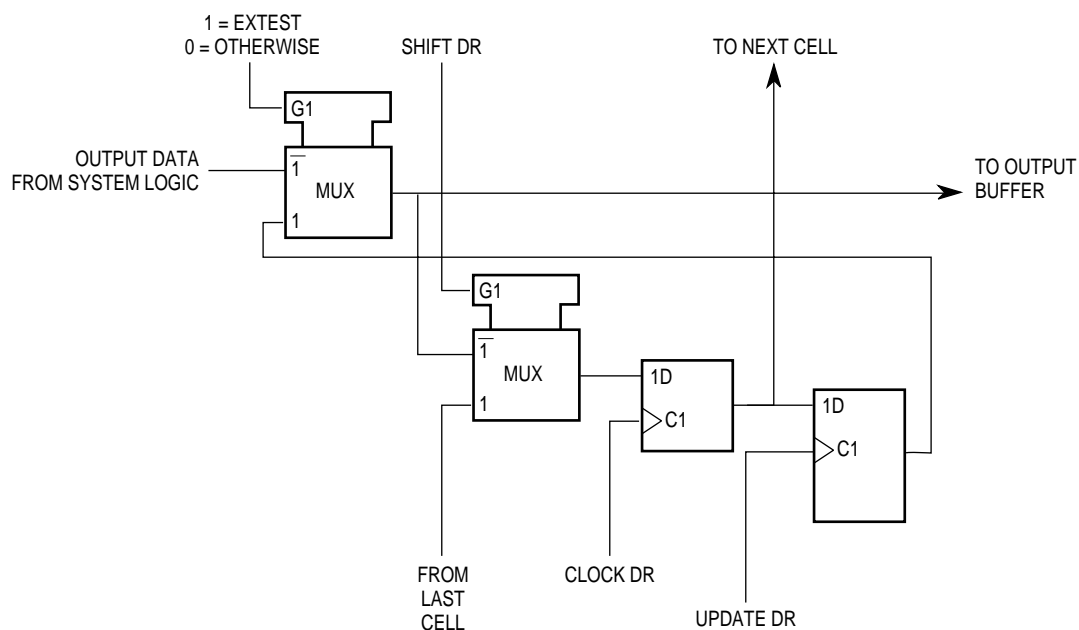 1 = EXTEST
0 = OTHERWISE
SHIFT DR
TO NEXT CELL
G1
OUTPUT DATA
FROM SYSTEM LOGIC
1
MUX
1
TO OUTPUT
BUFFER
G1
1
MUX
1
1D
C1
1D
C1
FROM
LAST
CELL
CLOCK DR
UPDATE DR